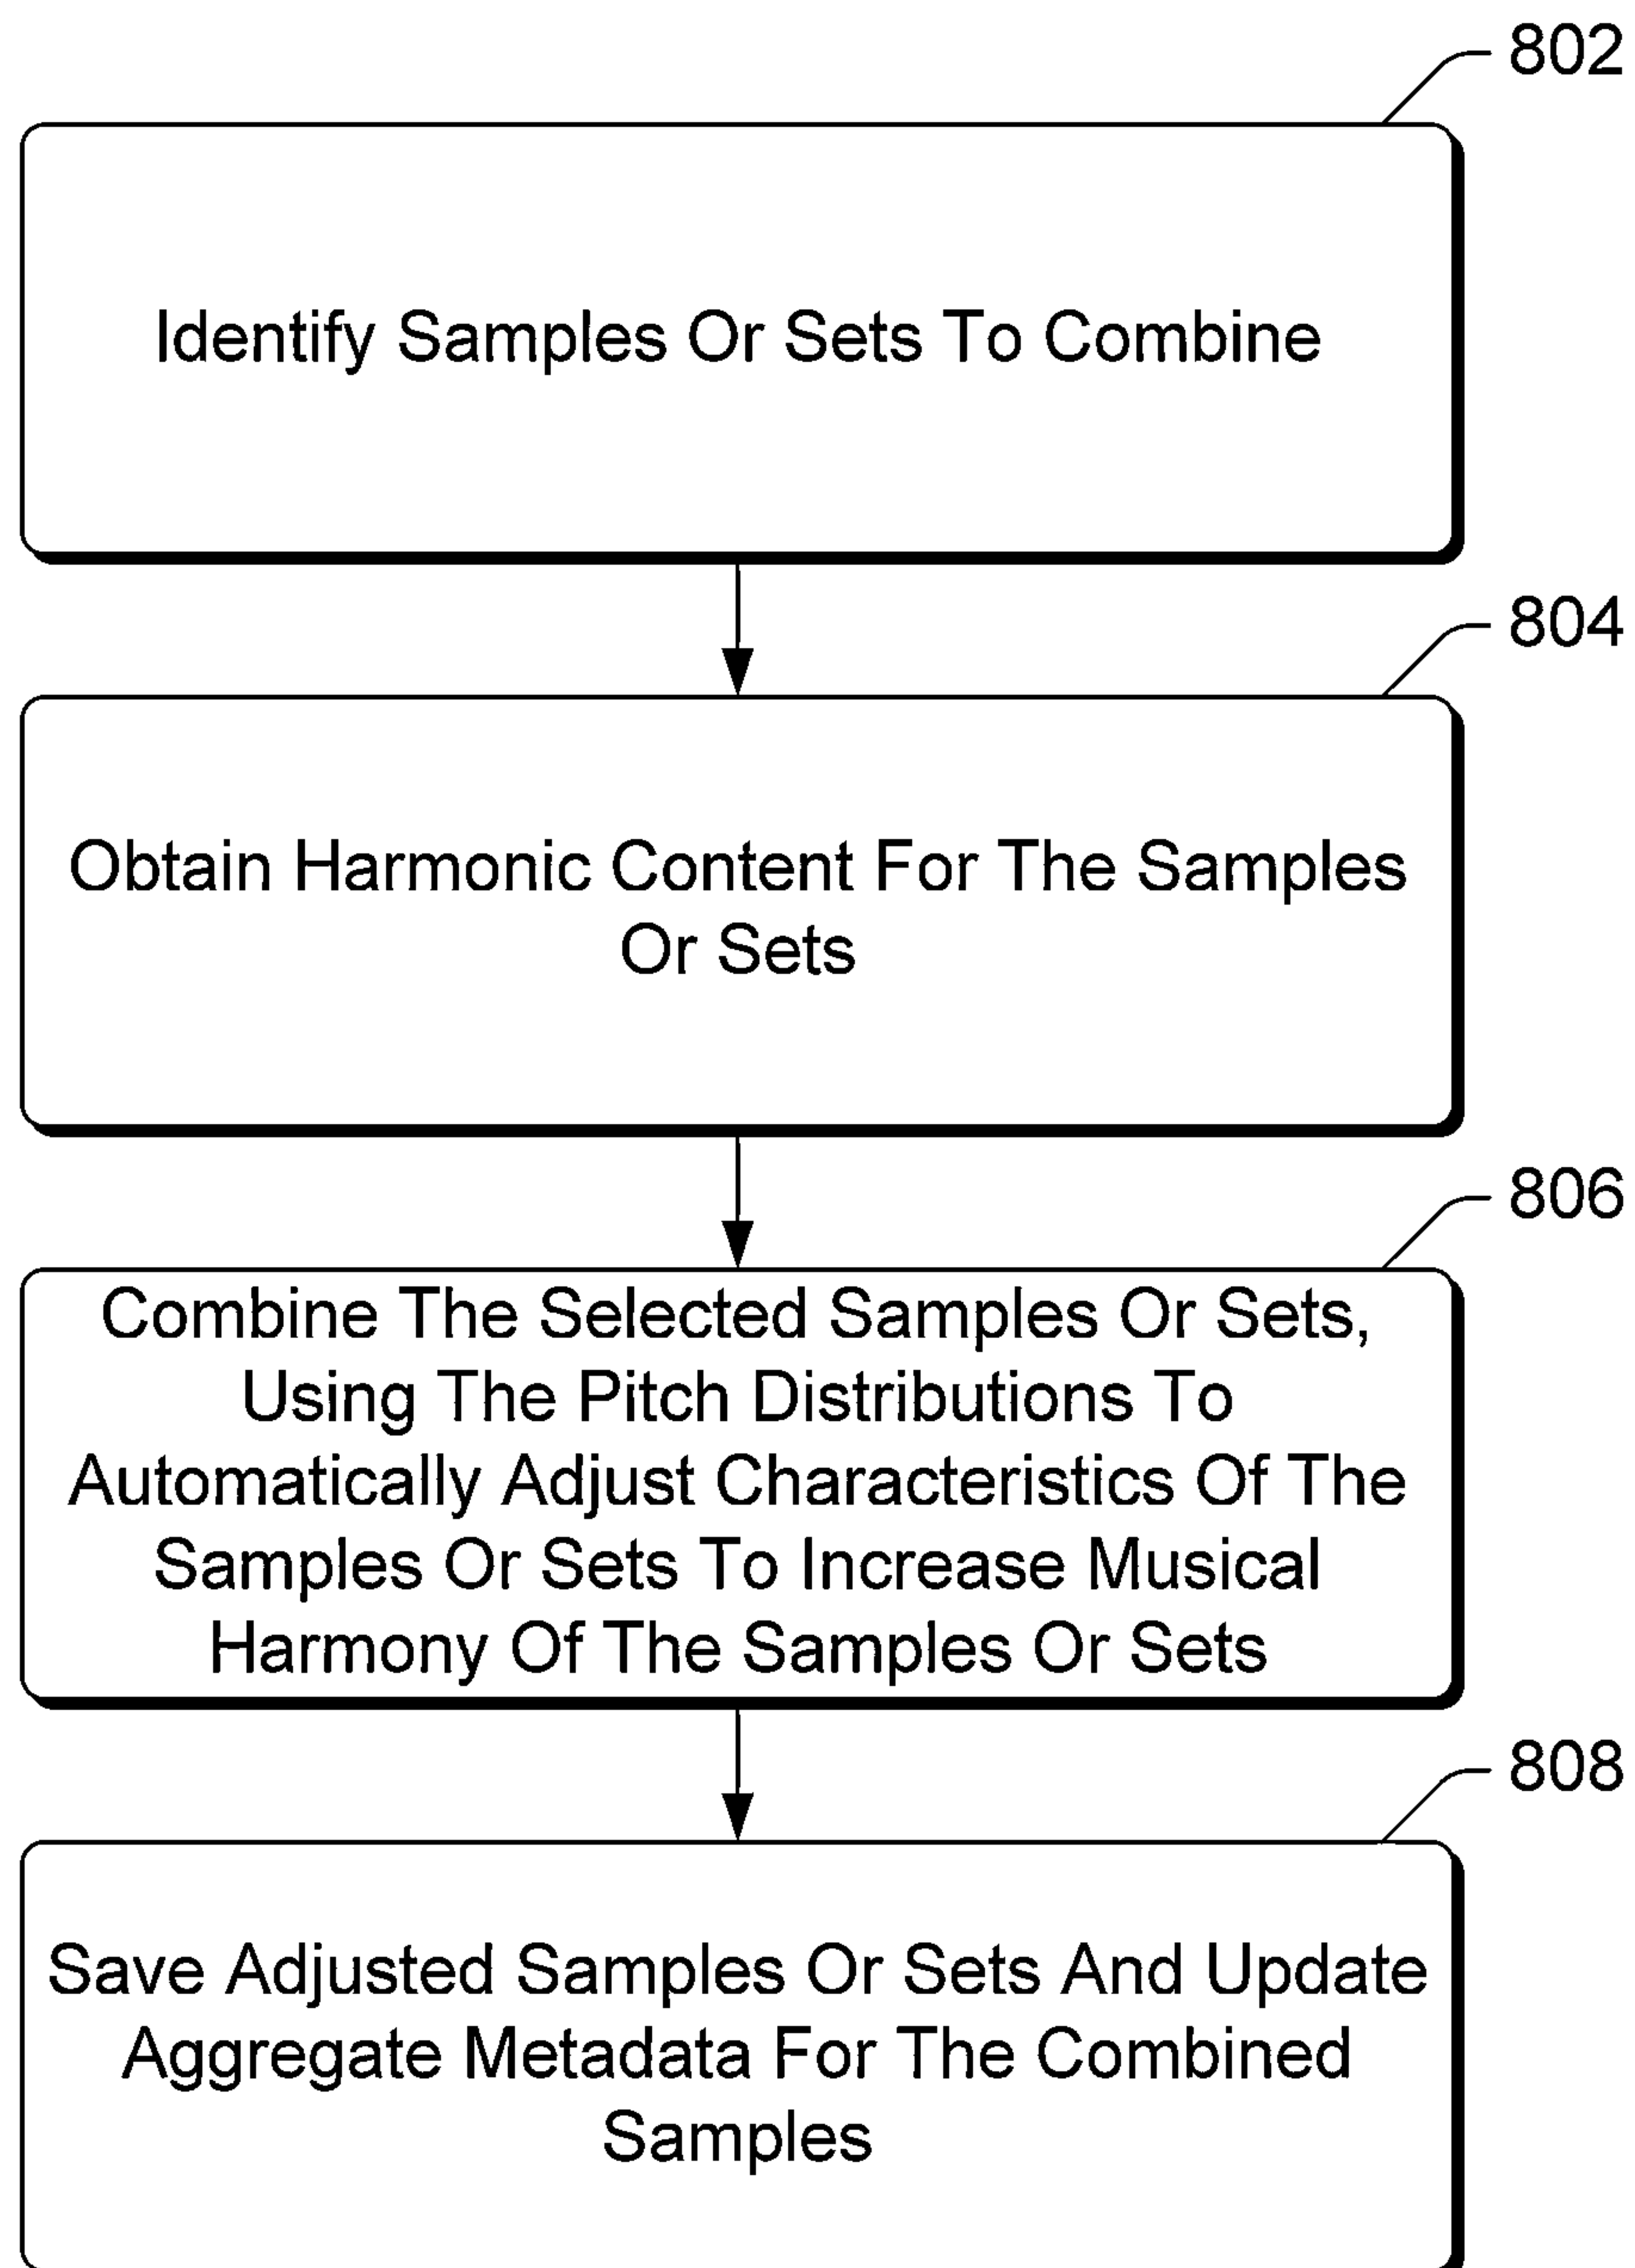 802
Identify Samples Or Sets To Combine
804
Obtain Harmonic Content For The Samples
Or Sets
806
Combine The Selected Samples Or Sets,
Using The Pitch Distributions To
Automatically Adjust Characteristics Of The
Samples Or Sets To Increase Musical
Harmony Of The Samples Or Sets
808
Save Adjusted Samples Or Sets And Update
Aggregate Metadata For The Combined
Samples